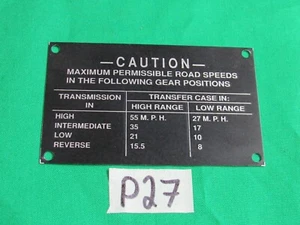 —CAUTION—
MAXIMUM PERMISSIBLE ROAD SPEEDS
IN THE FOLLOWING GEAR POSITIONS
TRANSMISSION IN TRANSFER CASE IN:
HIGH RANGE LOW RANGE
HIGH 55 M. P. H. 27 M. P. H.
INTERMEDIATE 35 17
LOW 21 10
REVERSE 15.5 8
P27